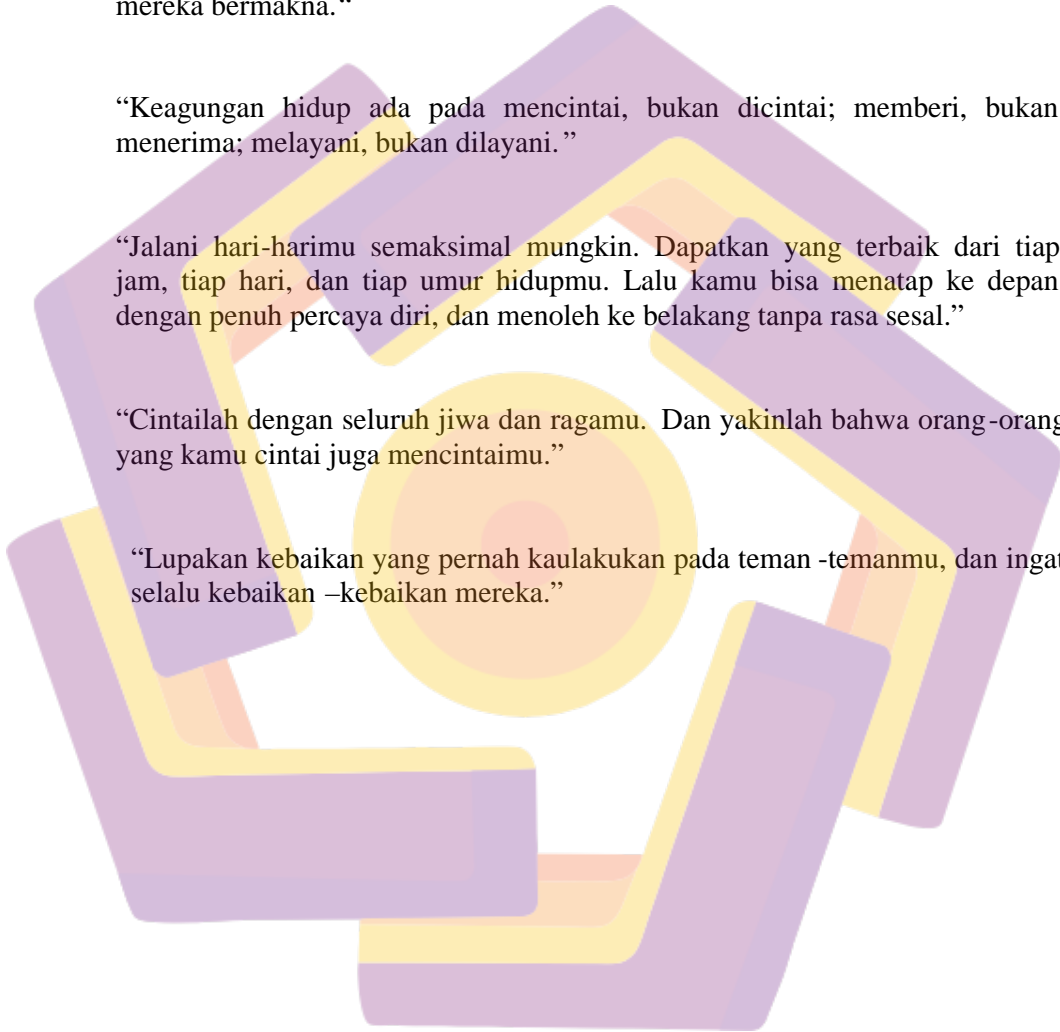 mereka bermakna.“
“Keagungan hidup ada pada mencintai, bukan dicintai; memberi, bukan
menerima; melayani, bukan dilayani.”
“Jalani hari-harimu semaksimal mungkin. Dapatkan yang terbaik dari tiap
jam, tiap hari, dan tiap umur hidupmu. Lalu kamu bisa menatap ke depan
dengan penuh percaya diri, dan menoleh ke belakang tanpa rasa sesal.”
“Cintailah dengan seluruh jiwa dan ragamu. Dan yakinlah bahwa orang-orang
yang kamu cintai juga mencintaimu.”
“Lupakan kebaikan yang pernah kaulakukan pada teman -temanmu, dan ingat
selalu kebaikan –kebaikan mereka.”